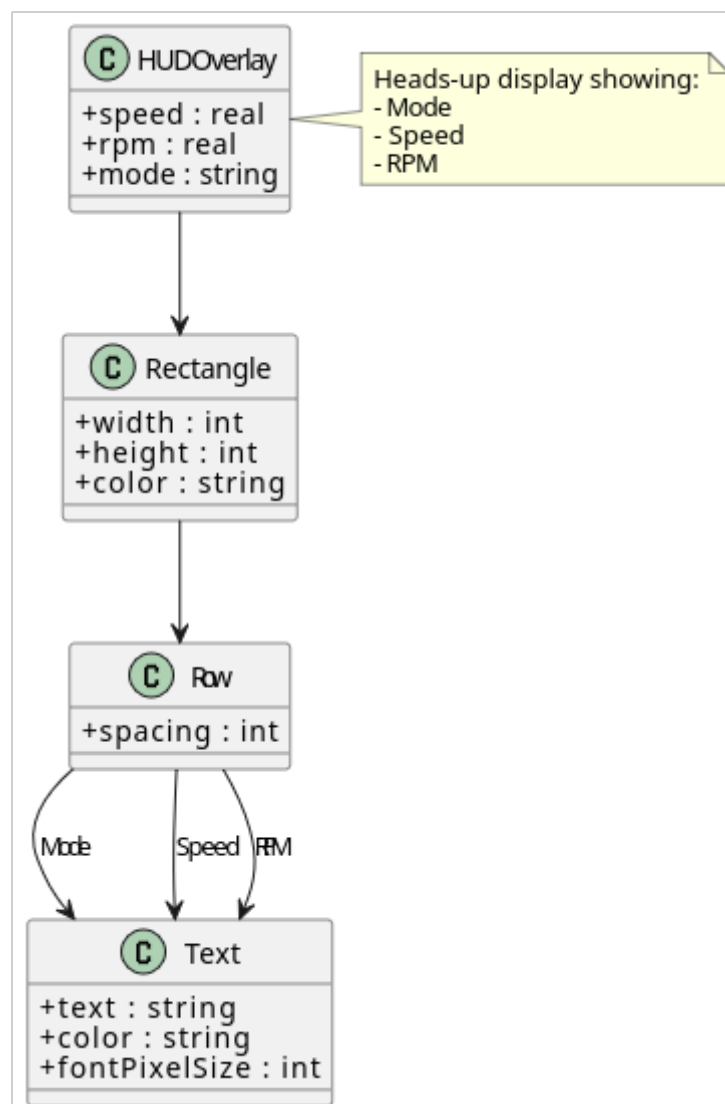 C HUDOverlay
+speed : real
+rpm : real
+mode : string
Heads-up display showing:
- Mode
- Speed
- RPM
C Rectangle
+width : int
+height : int
+color : string
C Row
+spacing : int
Mode Speed RPM
C Text
+text : string
+color : string
+fontPixelSize : int